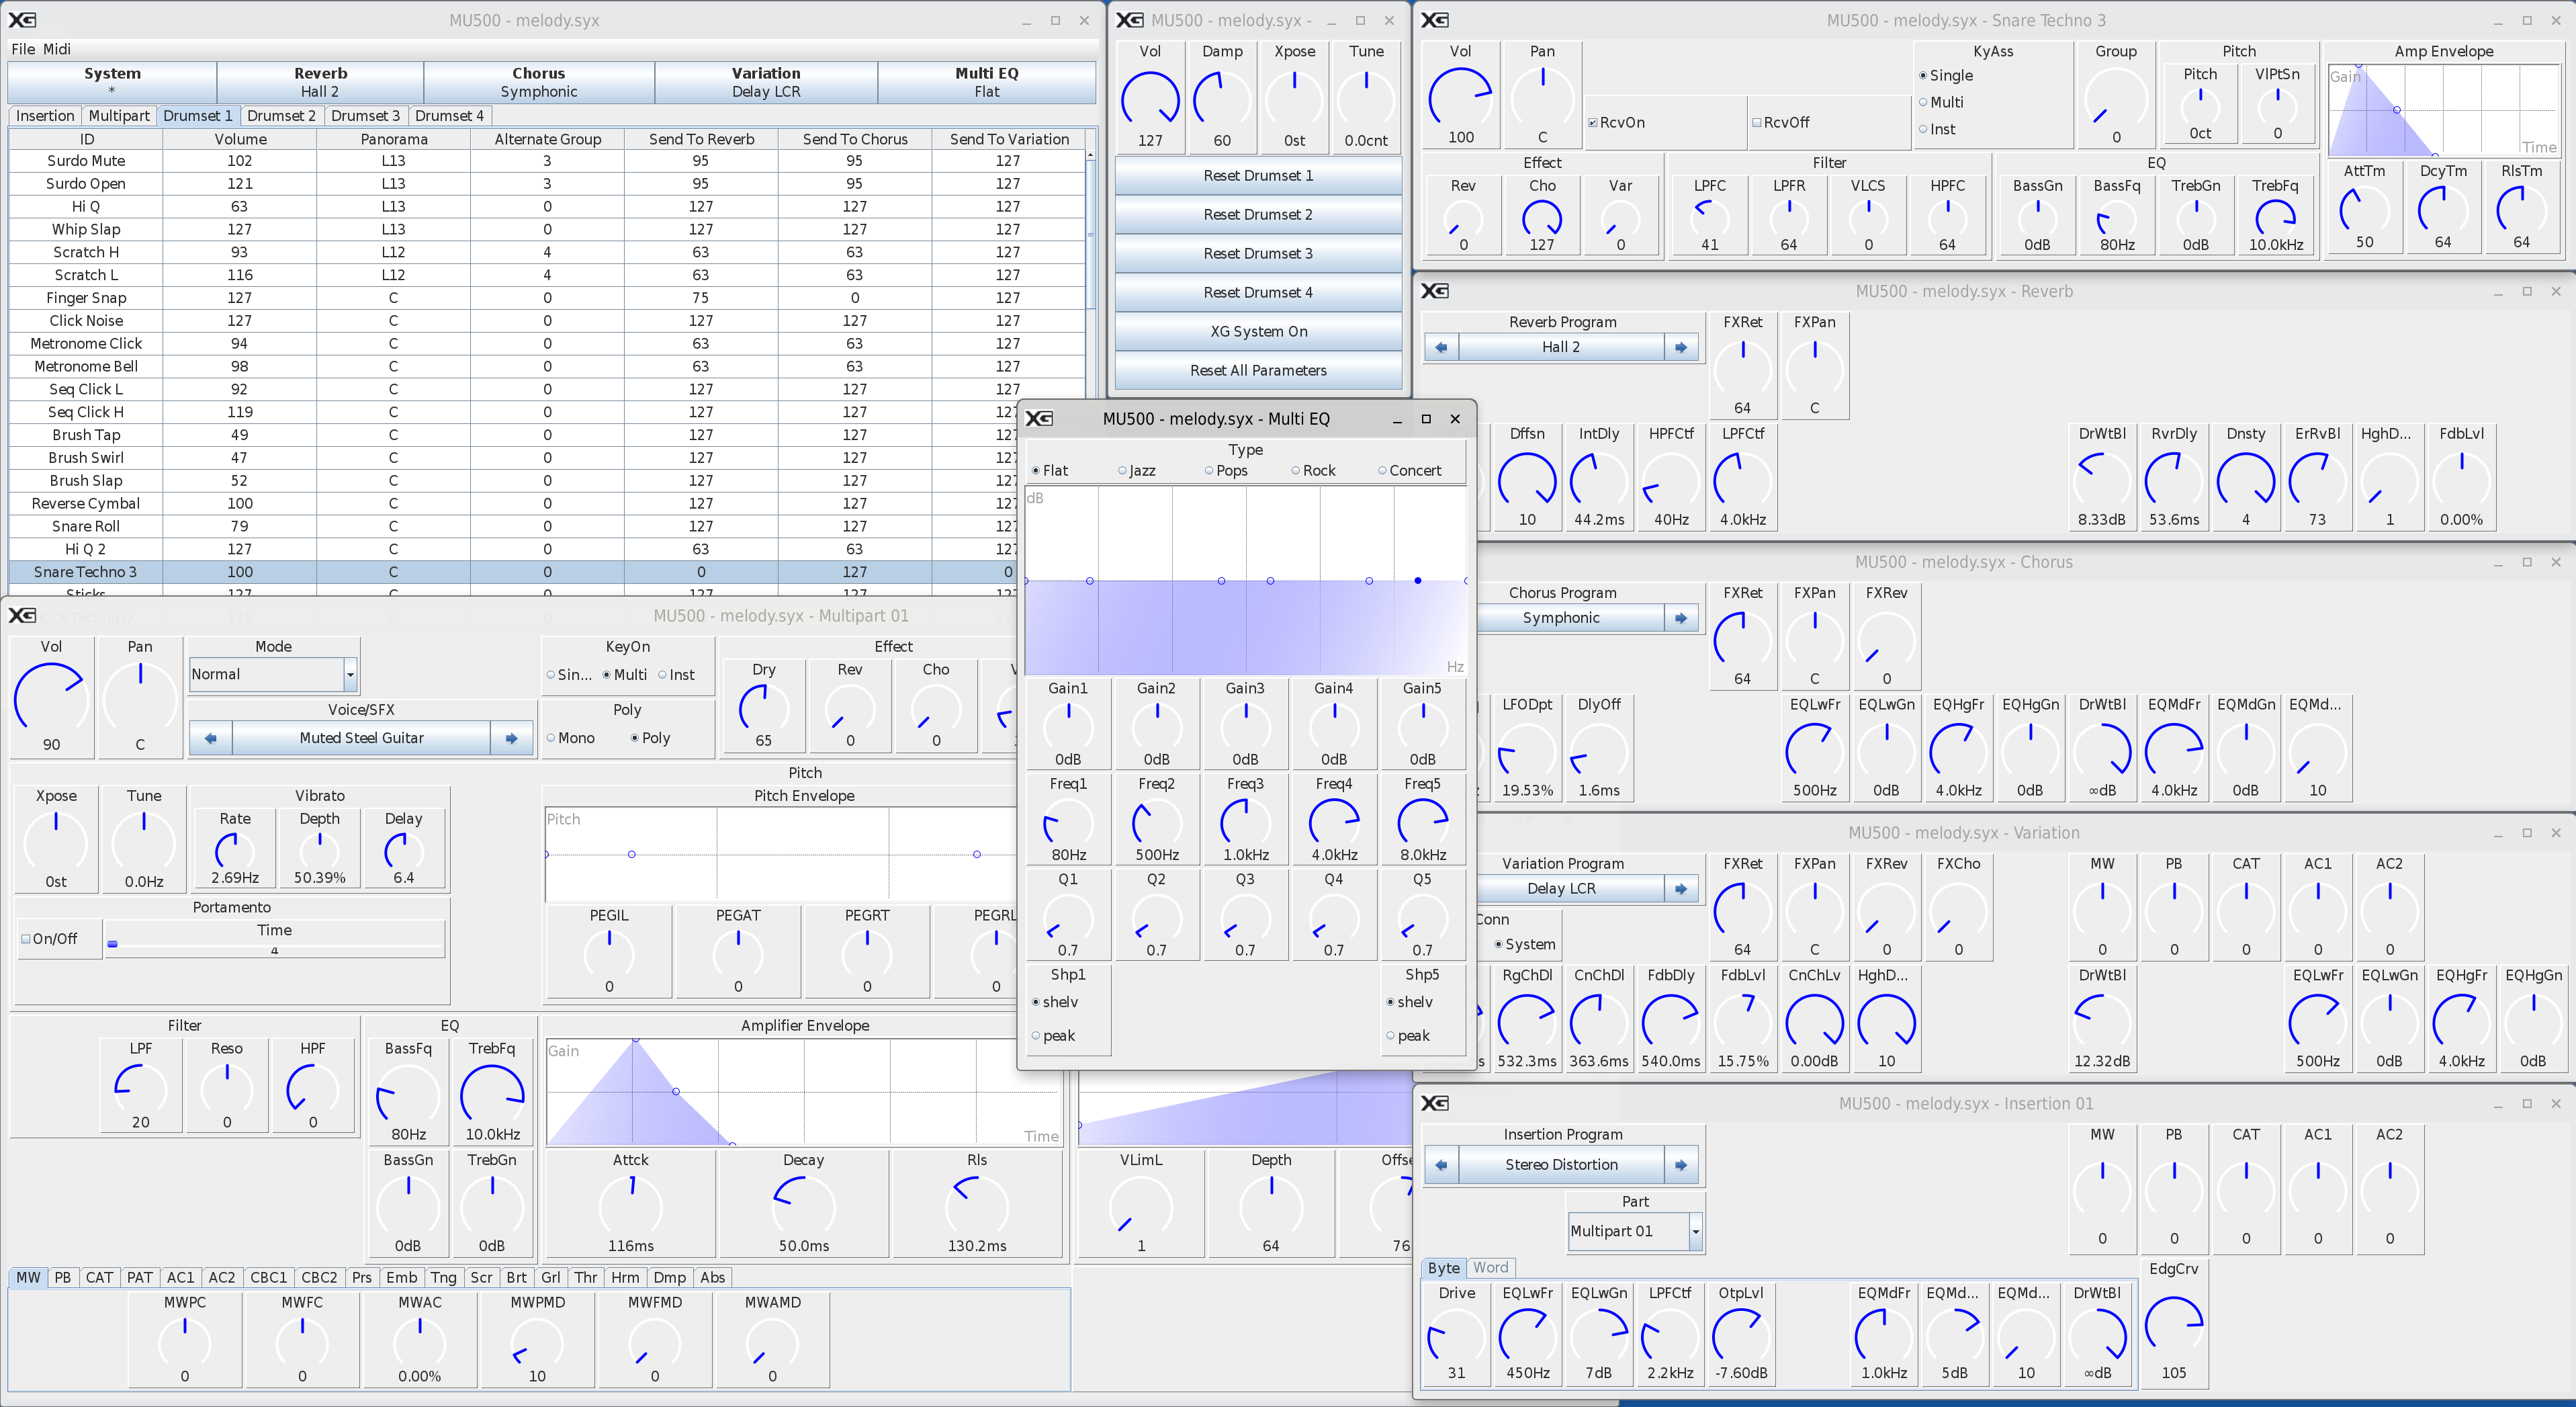 XG MU500 - melody.syx
File Midi
System Reverb Chorus Variation Multi EQ
* Hall 2 Symphonic Delay LCR Flat
Insertion Multipart Drumset 1 Drumset 2 Drumset 3 Drumset 4
ID Volume Panorama Alternate Group Send To Reverb Send To Chorus Send To Variation
Surdo Mute 102 L13 3 95 95 127
Surdo Open 121 L13 3 95 95 127
Hi Q 63 L13 0 127 127 127
Whip Slap 127 L13 0 127 127 127
Scratch H 93 L12 4 63 63 127
Scratch L 116 L12 4 63 63 127
Finger Snap 127 C 0 75 0 127
Click Noise 127 C 0 127 127 127
Metronome Click 94 C 0 63 63 127
Metronome Bell 98 C 0 63 63 127
Seq Click L 92 C 0 127 127 127
Seq Click H 119 C 0 127 127 127
Brush Tap 49 C 0 127 127 127
Brush Swirl 47 C 0 127 127 127
Brush Slap 52 C 0 127 127 127
Reverse Cymbal 100 C 0 127 127 127
Snare Roll 79 C 0 127 127 127
Hi Q 2 127 C 0 63 63 127
Snare Techno 3 100 C 0 0 127 0
Sticks 127 C 0 127 127 127
XG MU500 - melody.syx -
Vol Damp Xpose Tune
127 60 0st 0.0cnt
Reset Drumset 1
Reset Drumset 2
Reset Drumset 3
Reset Drumset 4
XG System On
Reset All Parameters
XG MU500 - melody.syx - Snare Techno 3
Vol Pan KyAss Group Pitch Amp Envelope
Single Pitch VlPtSn Gain
Multi
RcvOn RcvOff
Inst
100 C 0 0ct 0 Time
Effect Filter EQ
Rev Cho Var LPFC LPFR VLCS HPFC BassGn BassFq TrebGn TrebFq AttTm DcyTm RlsTm
0 127 0 41 64 0 64 0dB 80Hz 0dB 10.0kHz 50 64 64
XG MU500 - melody.syx - Reverb
Reverb Program FXRet FXPan
Hall 2
64 C
Dffsn IntDly HPFCtf LPFCtf DrWtBl RvrDly Dnsty ErRvBl HghD... FdbLvl
10 44.2ms 40Hz 4.0kHz 8.33dB 53.6ms 4 73 1 0.00%
XG MU500 - melody.syx - Multi EQ
Type
Flat Jazz Pops Rock Concert
dB
Hz
Gain1 Gain2 Gain3 Gain4 Gain5
0dB 0dB 0dB 0dB 0dB
Freq1 Freq2 Freq3 Freq4 Freq5
80Hz 500Hz 1.0kHz 4.0kHz 8.0kHz
Q1 Q2 Q3 Q4 Q5
0.7 0.7 0.7 0.7 0.7
Shp1 Shp5
shelv shelv
peak peak
MU500 - melody.syx - Chorus
Chorus Program FXRet FXPan FXRev
Symphonic
64 C 0
LFODpt DlyOff EQLwFr EQLwGn EQHgFr EQHgGn DrWtBl EQMdFr EQMdGn EQMd...
19.53% 1.6ms 500Hz 0dB 4.0kHz 0dB ∞dB 4.0kHz 0dB 10
MU500 - melody.syx - Variation
Variation Program FXRet FXPan FXRev FXCho MW PB CAT AC1 AC2
Delay LCR
Conn
System
64 C 0 0 0 0 0 0 0
RgChDl CnChDl FdbDly FdbLvl CnChLv HghD... DrWtBl EQLwFr EQLwGn EQHgFr EQHgGn
532.3ms 363.6ms 540.0ms 15.75% 0.00dB 10 12.32dB 500Hz 0dB 4.0kHz 0dB
XG MU500 - melody.syx - Multipart 01
Vol Pan Mode KeyOn Effect
Normal Sin... Multi Inst Dry Rev Cho
Voice/SFX Poly
Muted Steel Guitar Mono Poly
90 C 65 0 0
Pitch
Xpose Tune Vibrato Pitch Envelope
Rate Depth Delay Pitch
0st 0.0Hz 2.69Hz 50.39% 6.4
Portamento
On/Off Time PEGIL PEGAT PEGRT PEGRL
4
0 0 0 0
Filter EQ Amplifier Envelope
LPF Reso HPF BassFq TrebFq Gain
20 0 0 80Hz 10.0kHz Time
BassGn TrebGn Attck Decay Rls VLimL Depth Offse
0dB 0dB 116ms 50.0ms 130.2ms 1 64 76
MW PB CAT PAT AC1 AC2 CBC1 CBC2 Prs Emb Tng Scr Brt Grl Thr Hrm Dmp Abs
MWPC MWFC MWAC MWPMD MWFMD MWAMD
0 0 0.00% 10 0 0
XG MU500 - melody.syx - Insertion 01
Insertion Program MW PB CAT AC1 AC2
Stereo Distortion
Part
Multipart 01
0 0 0 0 0
Byte Word EdgCrv
Drive EQLwFr EQLwGn LPFCtf OtpLvl EQMdFr EQMd... EQMd... DrWtBl
31 450Hz 7dB 2.2kHz -7.60dB 1.0kHz 5dB 10 ∞dB 105